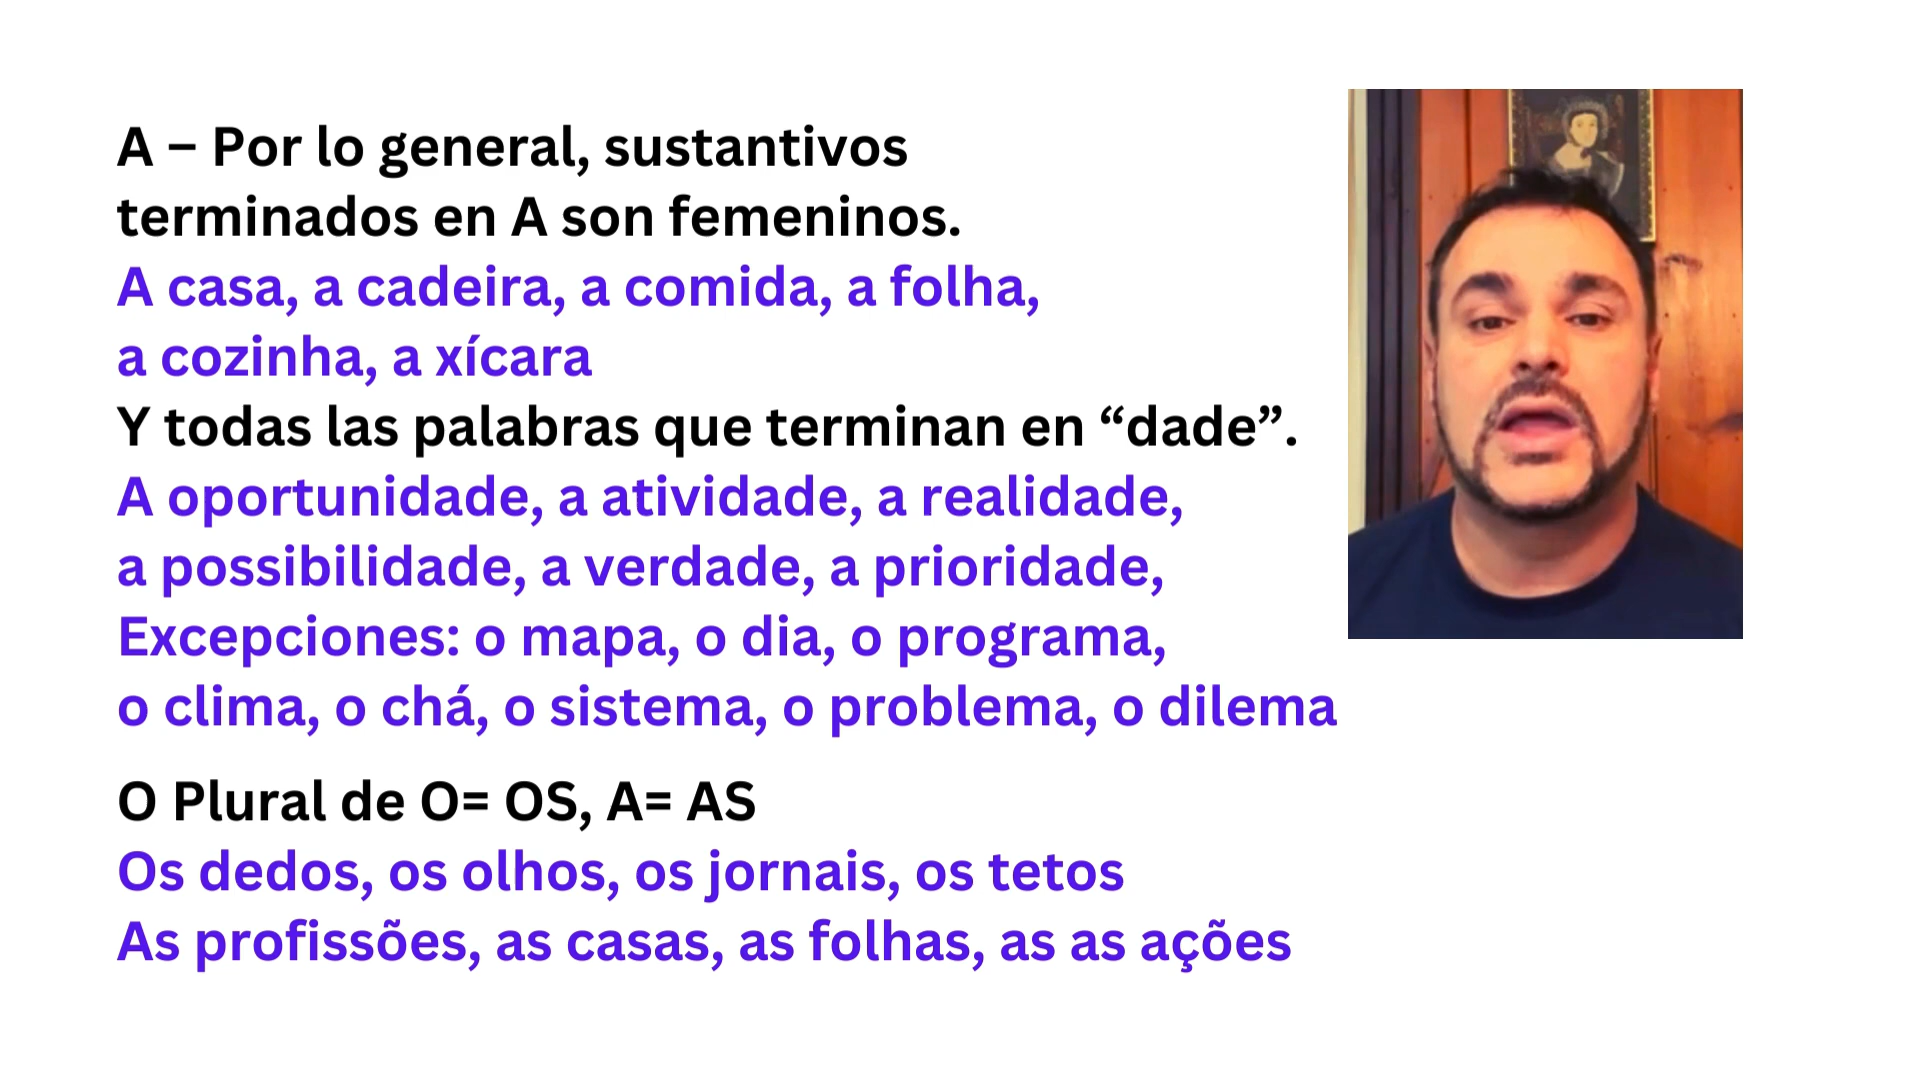 A – Por lo general, sustantivos
terminados en A son femeninos.
A casa, a cadeira, a comida, a folha,
a cozinha, a xícara
Y todas las palabras que terminan en “dade”.
A oportunidade, a atividade, a realidade,
a possibilidade, a verdade, a prioridade,
Excepciones: o mapa, o dia, o programa,
o clima, o chá, o sistema, o problema, o dilema
O Plural de O= OS, A= AS
Os dedos, os olhos, os jornais, os tetos
As profissões, as casas, as folhas, as as ações